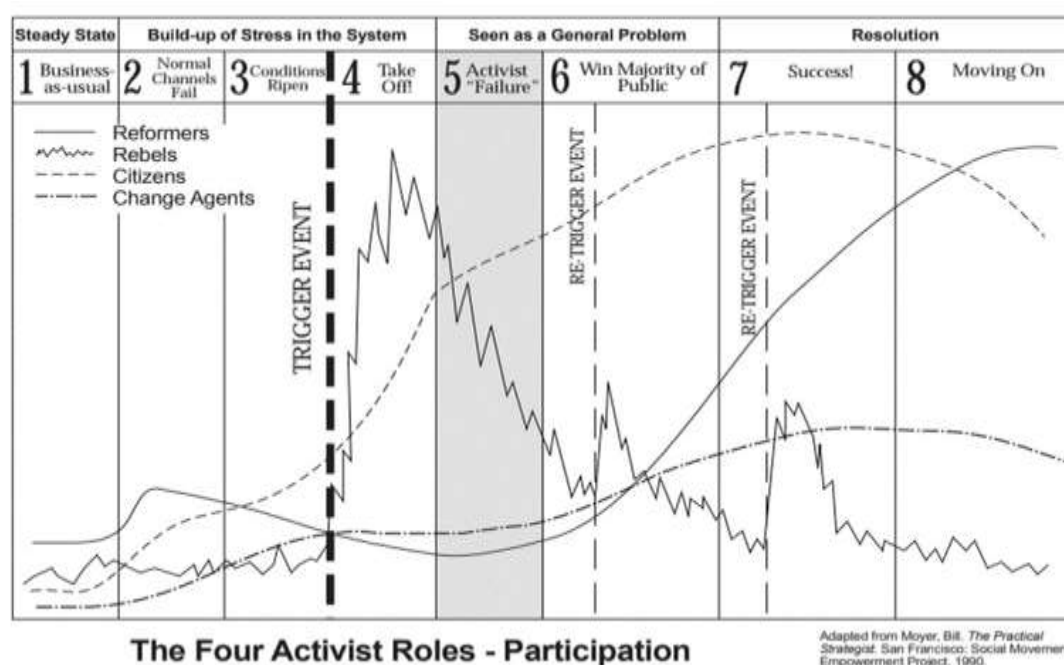 Steady State
Build-up of Stress in the System
Seen as a General Problem
Resolution
1 Business-
as-usual
2 Normal
Channels
Fail
3 Conditions
Ripen
4 Take
Off!
5 Activist
"Failure"
6 Win Majority of
Public
7 Success!
8 Moving On
Reformers
Rebels
Citizens
Change Agents
TRIGGER EVENT
RE-TRIGGER EVENT
RE-TRIGGER EVENT
The Four Activist Roles - Participation
Adapted from Moyer, Bill. The Practical
Strategist. San Francisco: Social Movemen
Empowerment Project, 1990.